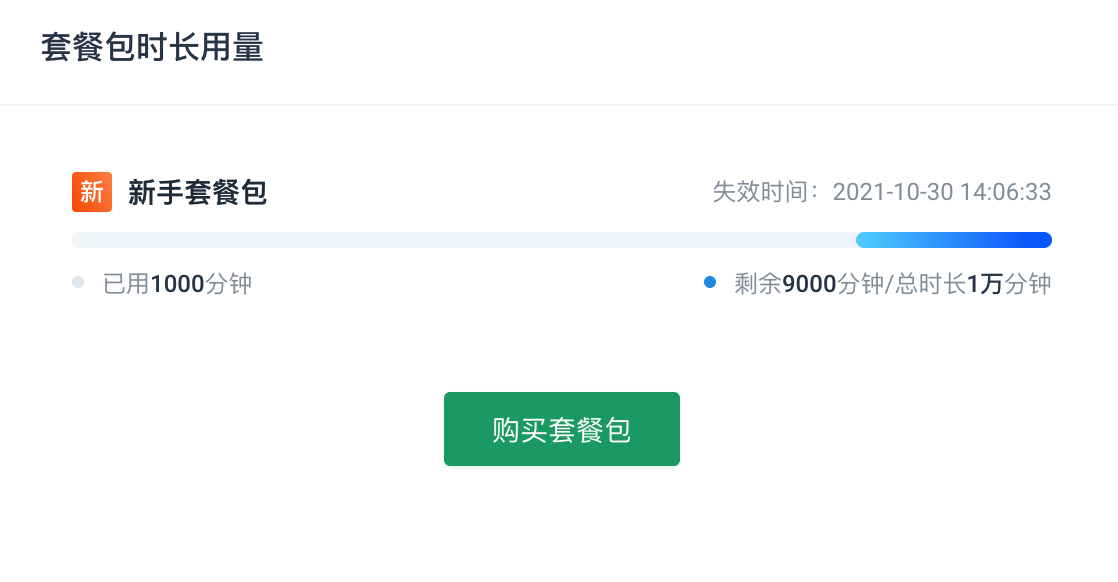 套餐包时长用量
新 新手套餐包 失效时间：2021-10-30 14:06:33
已用1000分钟 剩余9000分钟/总时长1万分钟
购买套餐包